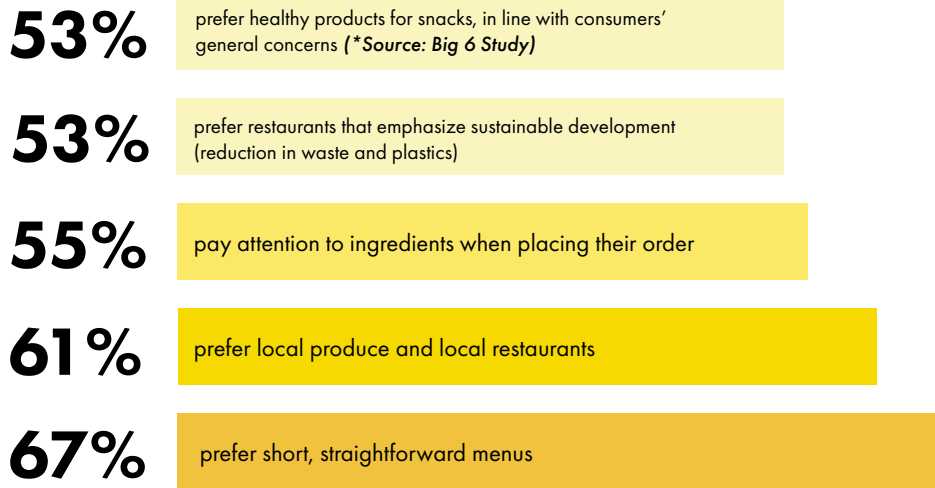 53%
prefer healthy products for snacks, in line with consumers’
general concerns (*Source: Big 6 Study)
53%
prefer restaurants that emphasize sustainable development
(reduction in waste and plastics)
55%
pay attention to ingredients when placing their order
61%
prefer local produce and local restaurants
67%
prefer short, straightforward menus